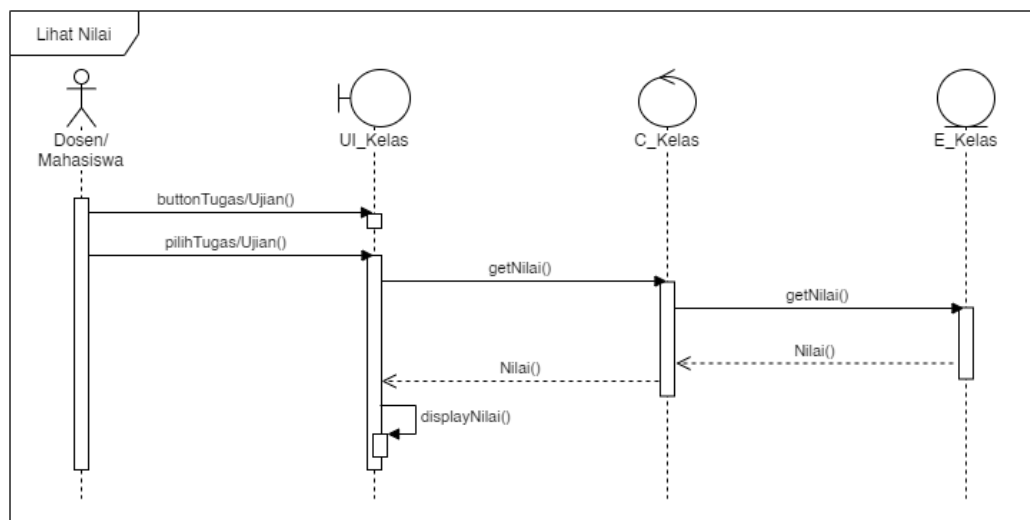 Lihat Nilai
Dosen/
Mahasiswa
UI_Kelas
C_Kelas
E_Kelas
buttonTugas/Ujian()
pilihTugas/Ujian()
getNilai()
getNilai()
Nilai()
Nilai()
displayNilai()